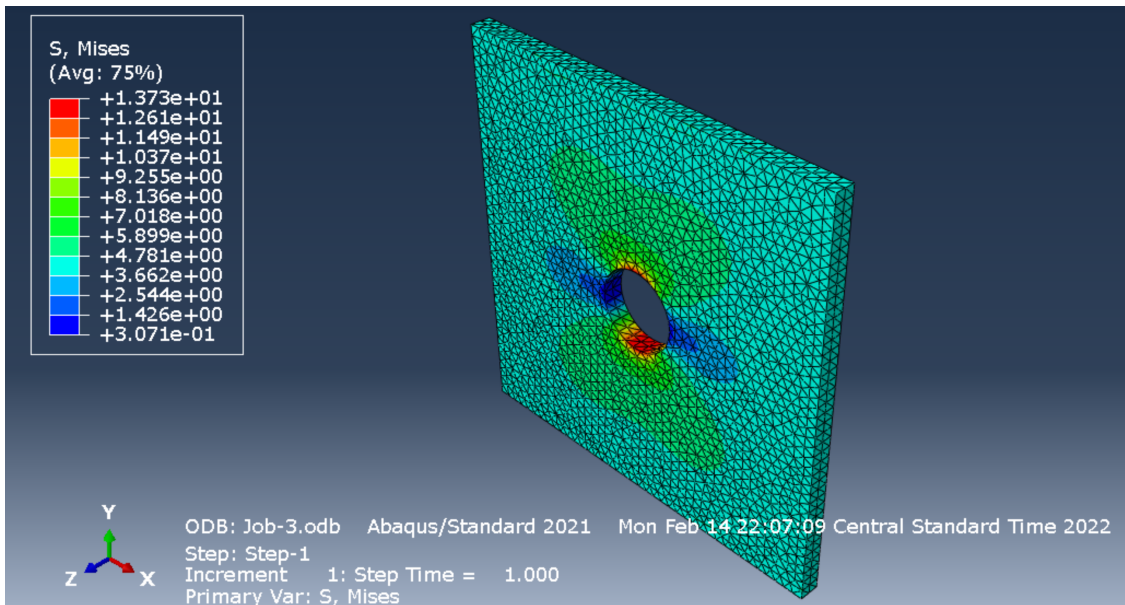 S, Mises
(Avg: 75%)
+1.373e+01
+1.261e+01
+1.149e+01
+1.037e+01
+9.255e+00
+8.136e+00
+7.018e+00
+5.899e+00
+4.781e+00
+3.662e+00
+2.544e+00
+1.426e+00
+3.071e-01
Y
Z
X
ODB: Job-3.odb Abaqus/Standard 2021 Mon Feb 14 22:07:09 Central Standard Time 2022
Step: Step-1
Increment 1: Step Time = 1.000
Primary Var: S, Mises